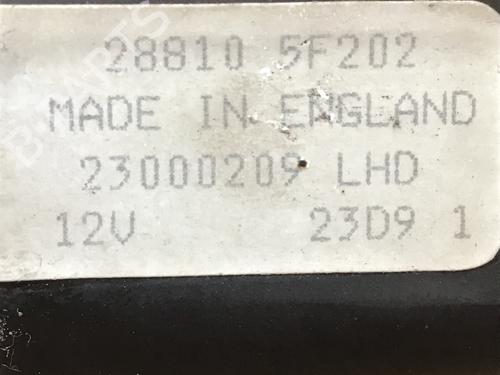 28810 5F202
MADE IN ENGLAND
23000209 LHD
12V 23D9 1